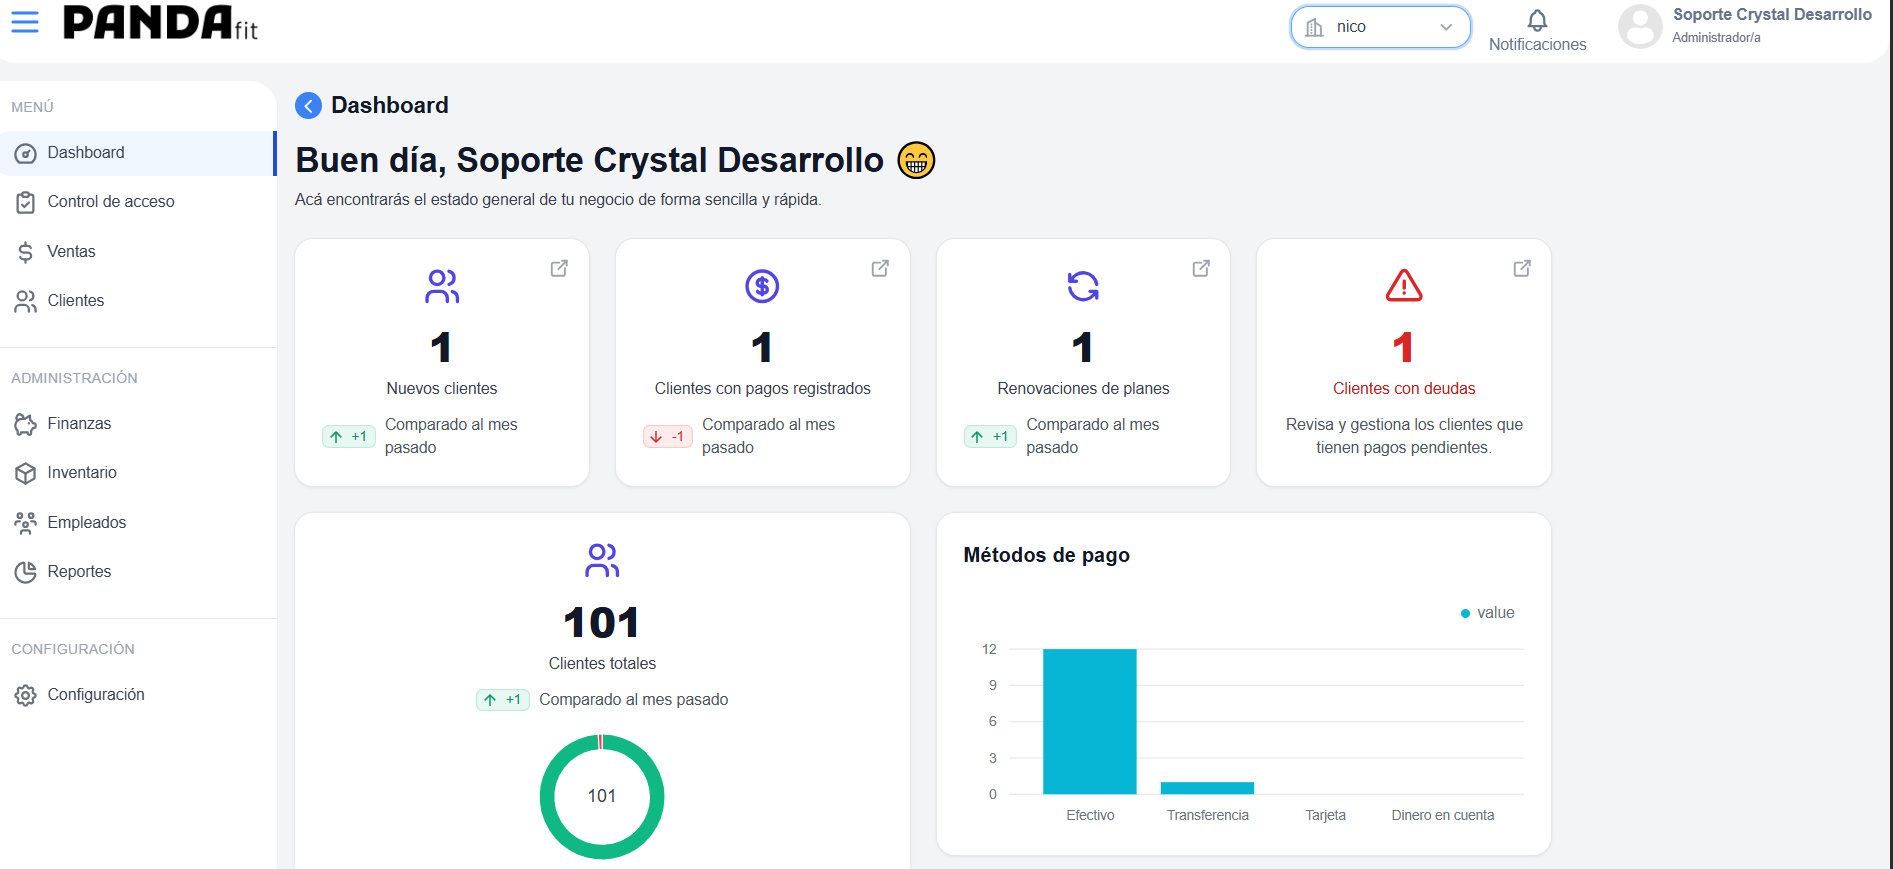 PANDAfit
nico
Notificaciones
Soporte Crystal Desarrollo
Administrador/a
MENÚ
Dashboard
Control de acceso
Ventas
Clientes
ADMINISTRACIÓN
Finanzas
Inventario
Empleados
Reportes
CONFIGURACIÓN
Configuración
Dashboard
Buen día, Soporte Crystal Desarrollo
Acá encontrarás el estado general de tu negocio de forma sencilla y rápida.
1
Nuevos clientes
+1
Comparado al mes
pasado
1
Clientes con pagos registrados
-1
Comparado al mes
pasado
1
Renovaciones de planes
+1
Comparado al mes
pasado
1
Clientes con deudas
Revisa y gestiona los clientes que
tienen pagos pendientes.
101
Clientes totales
+1 Comparado al mes pasado
101
Métodos de pago
value
12
9
6
3
0
Efectivo Transferencia Tarjeta Dinero en cuenta